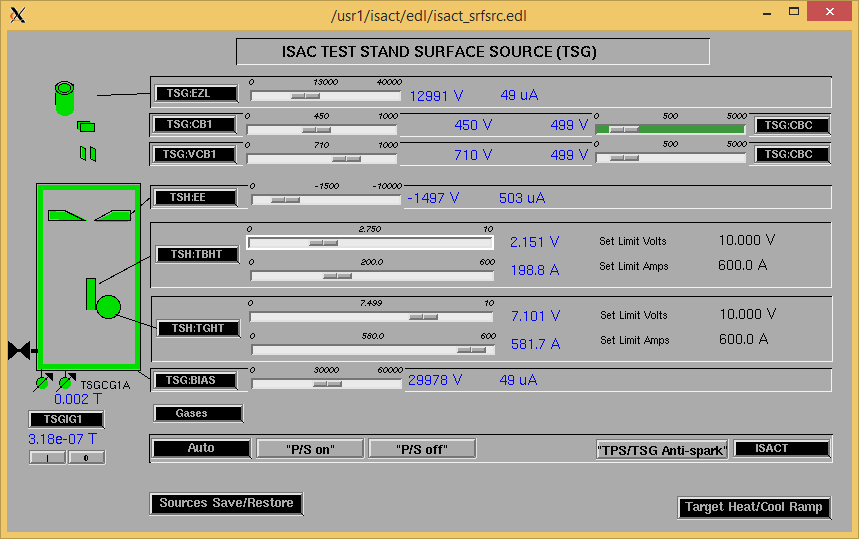 /usr1/isact/edl/isact_srfsrc.edl
ISAC TEST STAND SURFACE SOURCE (TSG)
TSG:EZL 0 13000 40000 12991 V 49 uA
TSG:CB1 0 450 1000 450 V 499 V 0 500 5000 TSG:CBC
TSG:VCB1 0 710 1000 710 V 499 V 0 500 5000 TSG:CBC
TSH:EE 0 -1500 -10000 -1497 V 503 uA
TSH:TBHT 0 2.750 10 2.151 V Set Limit Volts 10.000 V
0 200.0 600 198.8 A Set Limit Amps 600.0 A
TSH:TGHT 0 7.499 10 7.101 V Set Limit Volts 10.000 V
0 580.0 600 581.7 A Set Limit Amps 600.0 A
TSG:BIAS 0 30000 60000 29978 V 49 uA
TSGCG1A
0.002 T
Gases
TSGIG1
3.18e-07 T
I 0
Auto "P/S on" "P/S off" "TPS/TSG Anti-spark" ISACT
Sources Save/Restore
Target Heat/Cool Ramp